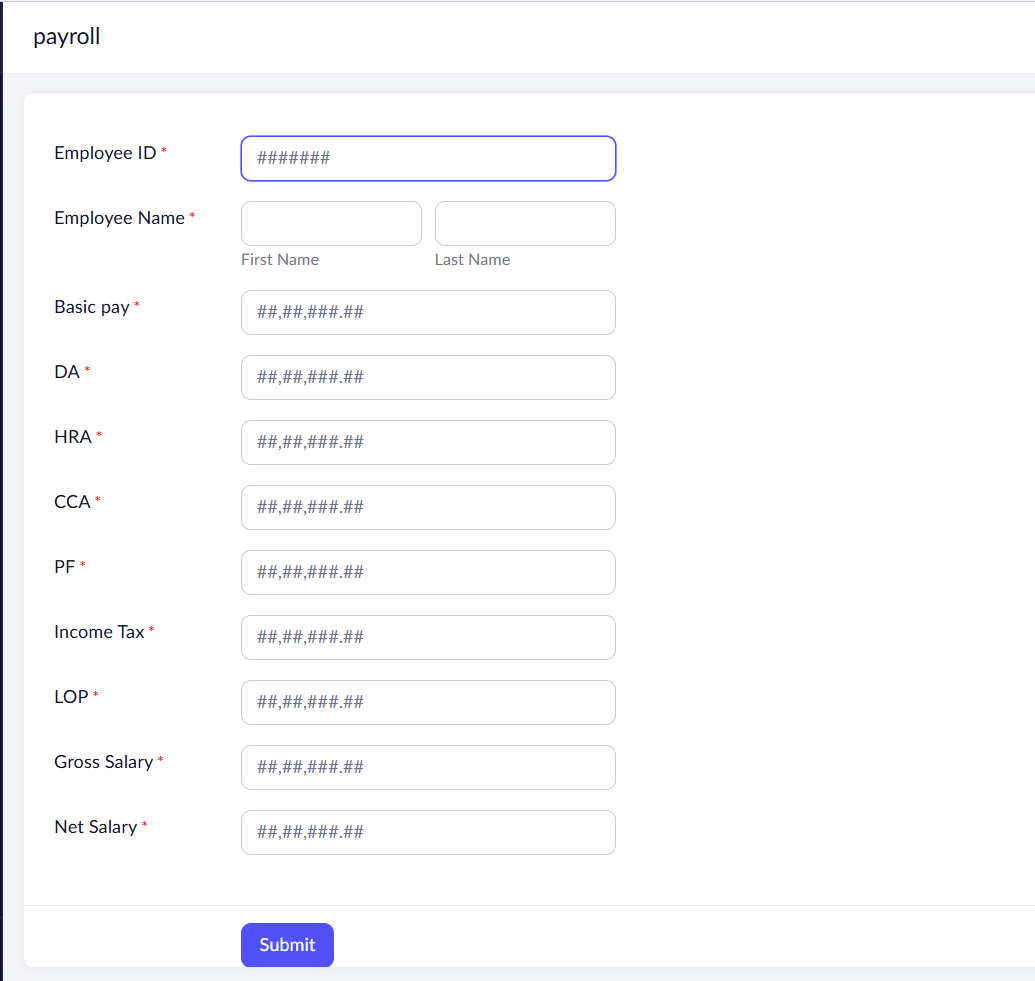 payroll
Employee ID *
#######
Employee Name *
First Name Last Name
Basic pay *
##,##,###.##
DA *
##,##,###.##
HRA *
##,##,###.##
CCA *
##,##,###.##
PF *
##,##,###.##
Income Tax *
##,##,###.##
LOP *
##,##,###.##
Gross Salary *
##,##,###.##
Net Salary *
##,##,###.##
Submit